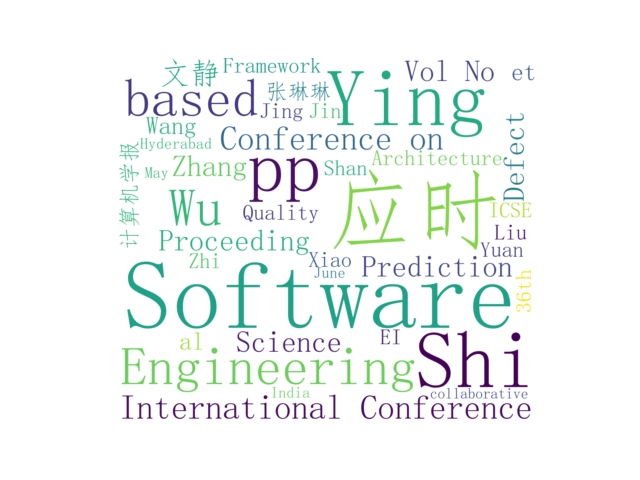 文静 Framework Vol No et
based 张琳琳 Ying
Jing Jin
Wang Conference on Defect
Hyderabad
计算机学报 Zhang pp Shan Architecture
May
Wu Quality 应时 ICSE
Proceeding Liu
Zhi Xiao Prediction Yuan
June 36th
Software
al Science EI Shi
Engineering
India collaborative
International Conference